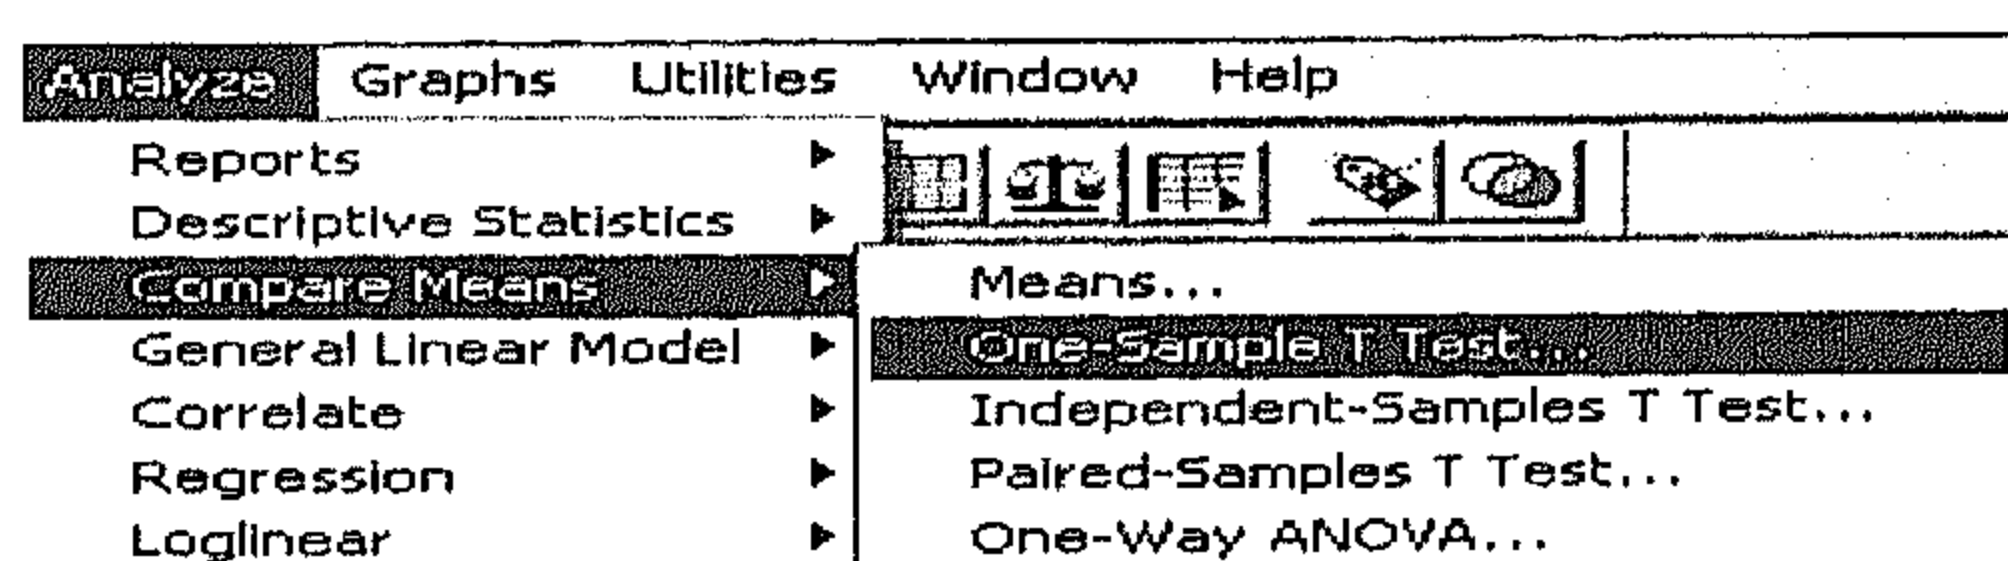 Analyze Graphs Utilities Window Help
Reports
Descriptive Statistics
Compare Means
General Linear Model
Correlate
Regression
Loglinear
Means...
One-Sample T Test...
Independent-Samples T Test...
Paired-Samples T Test...
One-Way ANOVA...